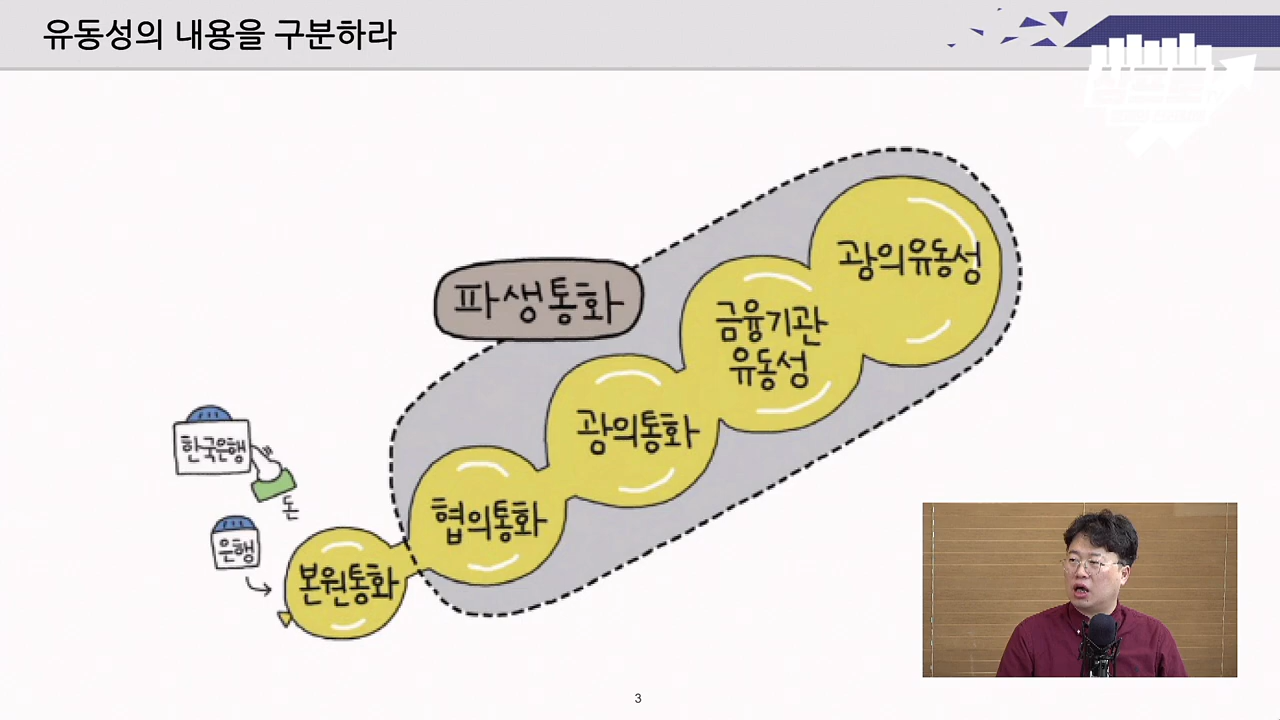 유동성의 내용을 구분하라
광의유동성
파생통화
금융기관
유동성
광의통화
한국은행
돈
협의통화
은행
본원통화
3